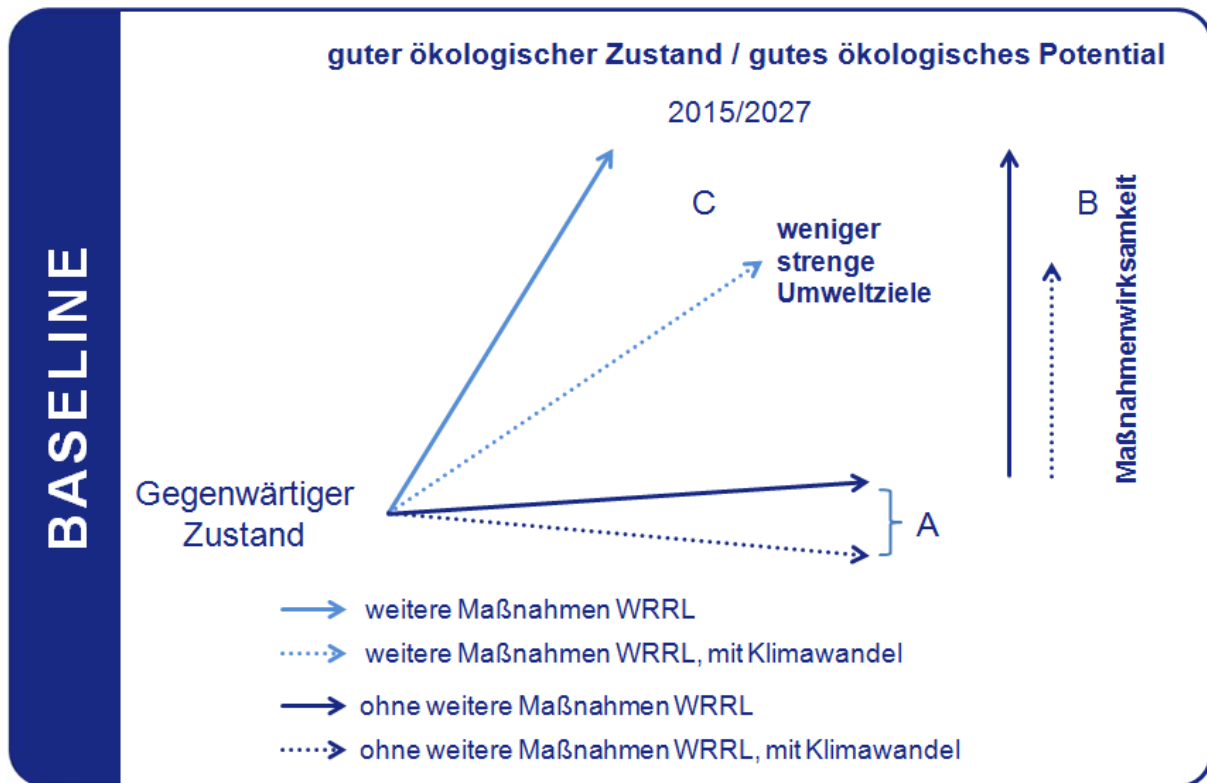 BASELINE
guter ökologischer Zustand / gutes ökologisches Potential
2015/2027
C
B
weniger
strenge
Umweltziele
Maßnahmenwirksamkeit
Gegenwärtiger
Zustand
A
weitere Maßnahmen WRRL
weitere Maßnahmen WRRL, mit Klimawandel
ohne weitere Maßnahmen WRRL
ohne weitere Maßnahmen WRRL, mit Klimawandel